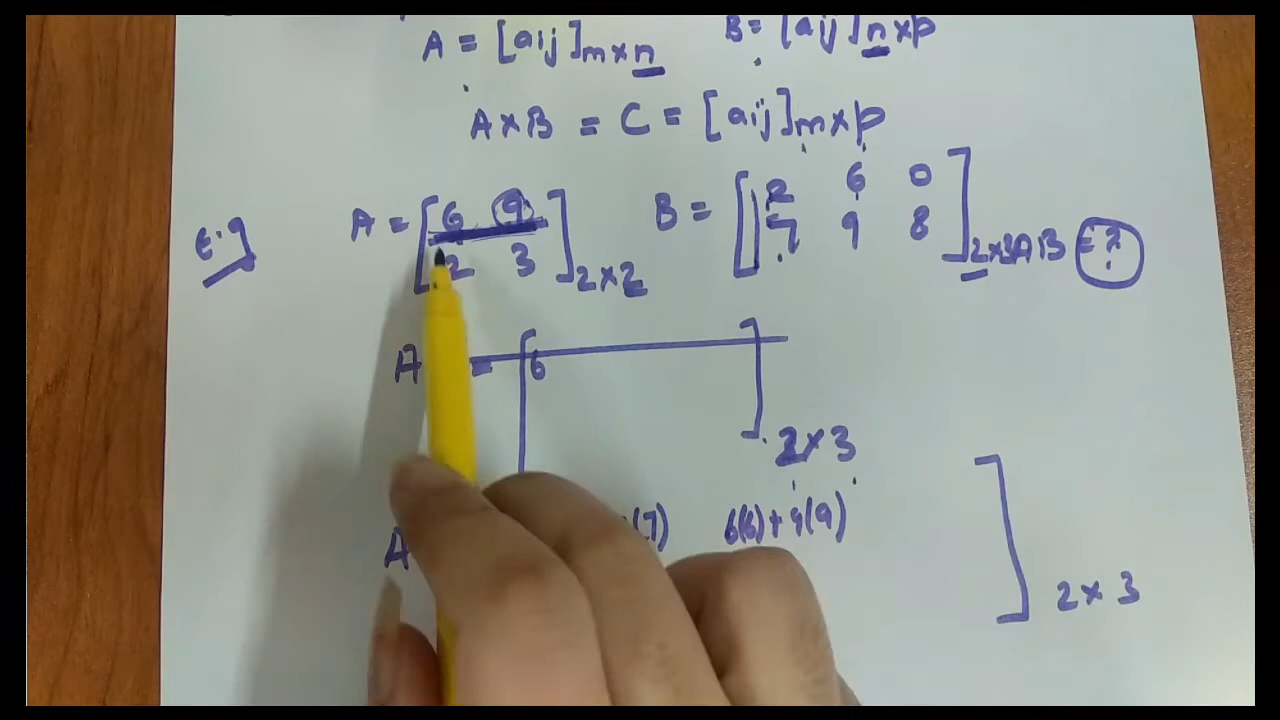 A = [aij]m×n B = [aij]n×p
A×B = C = [aij]m×p
e.g A = [6 9 B = [2 6 0
2 3]2×2 7 9 8]2×3 AB = ?
A = [6 ]2×3
A (7) 6(6)+9(9) ]2×3